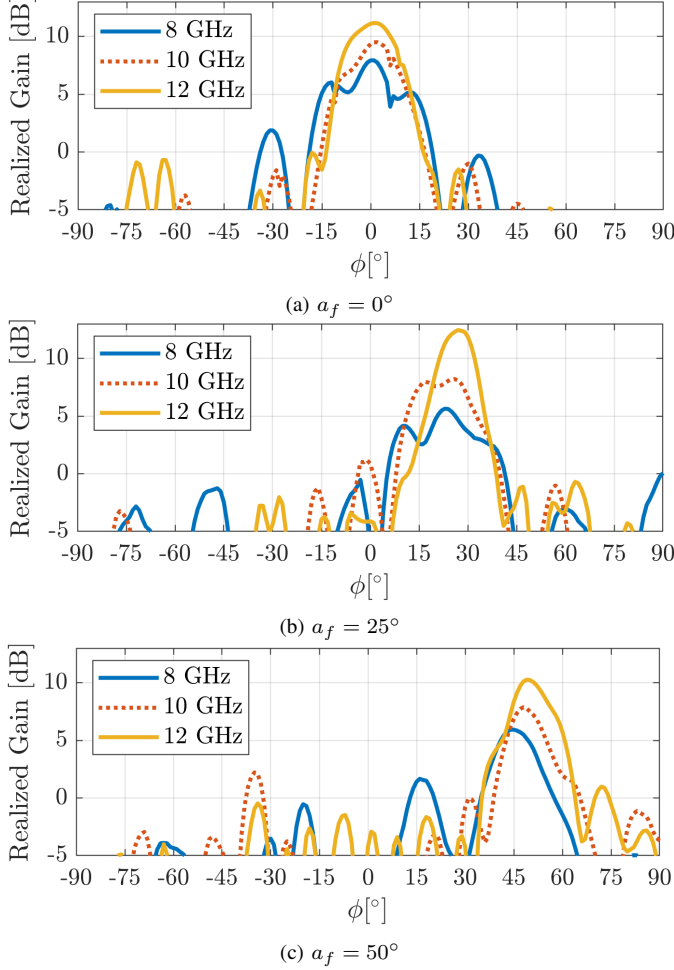 Realized Gain [dB]
10
5
0
-5
8 GHz
10 GHz
12 GHz
-90 -75 -60 -45 -30 -15 0 15 30 45 60 75 90
ϕ[°]
(a) a_f = 0°
Realized Gain [dB]
10
5
0
-5
8 GHz
10 GHz
12 GHz
-90 -75 -60 -45 -30 -15 0 15 30 45 60 75 90
ϕ[°]
(b) a_f = 25°
Realized Gain [dB]
10
5
0
-5
8 GHz
10 GHz
12 GHz
-90 -75 -60 -45 -30 -15 0 15 30 45 60 75 90
ϕ[°]
(c) a_f = 50°